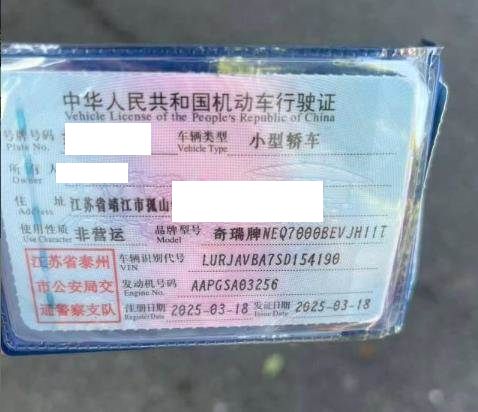 中华人民共和国机动车行驶证
Vehicle License of the People's Republic of China
号牌号码 车辆类型 小型轿车
Plate No. Vehicle Type
所有人
Owner
住址 江苏省靖江市孤山
Address
使用性质 非营运 品牌型号 奇瑞牌NEQ7000BEVJH11T
Use Character Model
江苏省泰州 车辆识别代号 LURJAVBA7SD154190
VIN
市公安局交 发动机号码 AAPGSA03256
Engine No.
通警察支队 注册日期 2025-03-18 发证日期 2025-03-18
Register Date Issue Date